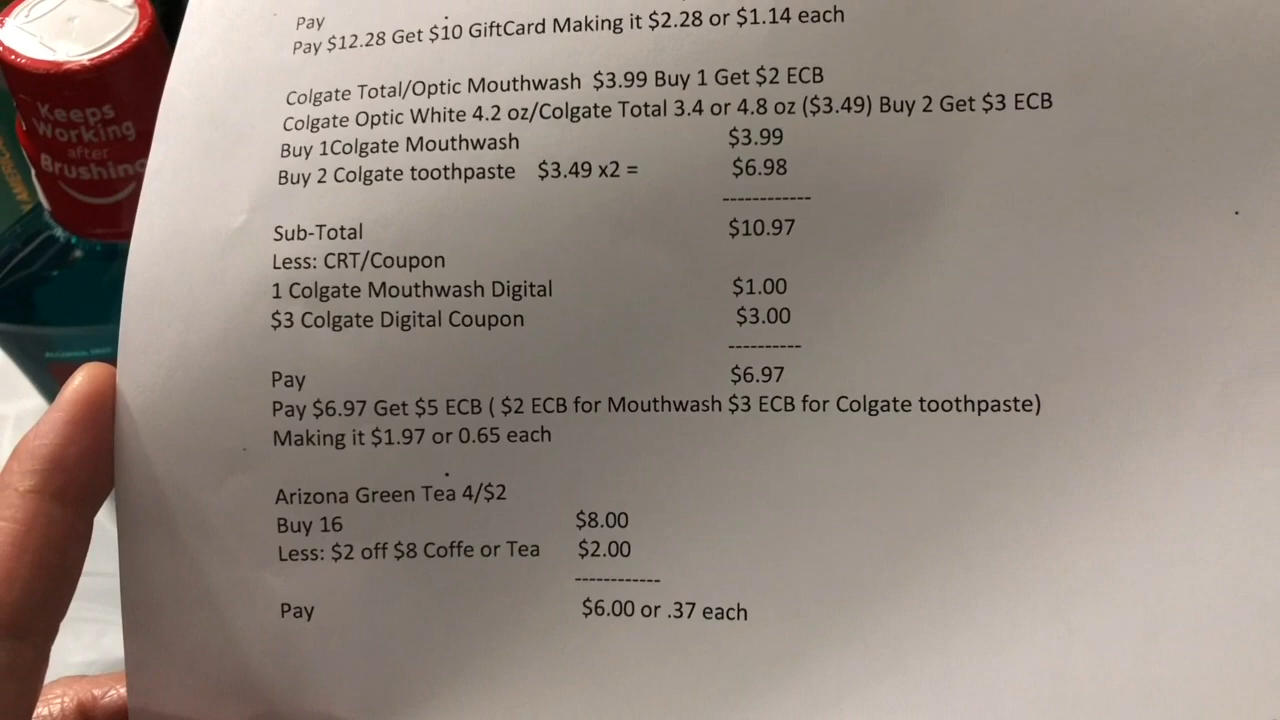 Keeps
Working
after
Brushing
Pay
Pay $12.28 Get $10 GiftCard Making it $2.28 or $1.14 each
Colgate Total/Optic Mouthwash $3.99 Buy 1 Get $2 ECB
Colgate Optic White 4.2 oz/Colgate Total 3.4 or 4.8 oz ($3.49) Buy 2 Get $3 ECB
Buy 1Colgate Mouthwash $3.99
Buy 2 Colgate toothpaste $3.49 x2 = $6.98
------------
Sub-Total $10.97
Less: CRT/Coupon
1 Colgate Mouthwash Digital $1.00
$3 Colgate Digital Coupon $3.00
----------
Pay $6.97
Pay $6.97 Get $5 ECB ( $2 ECB for Mouthwash $3 ECB for Colgate toothpaste)
Making it $1.97 or 0.65 each
Arizona Green Tea 4/$2
Buy 16 $8.00
Less: $2 off $8 Coffe or Tea $2.00
------------
Pay $6.00 or .37 each